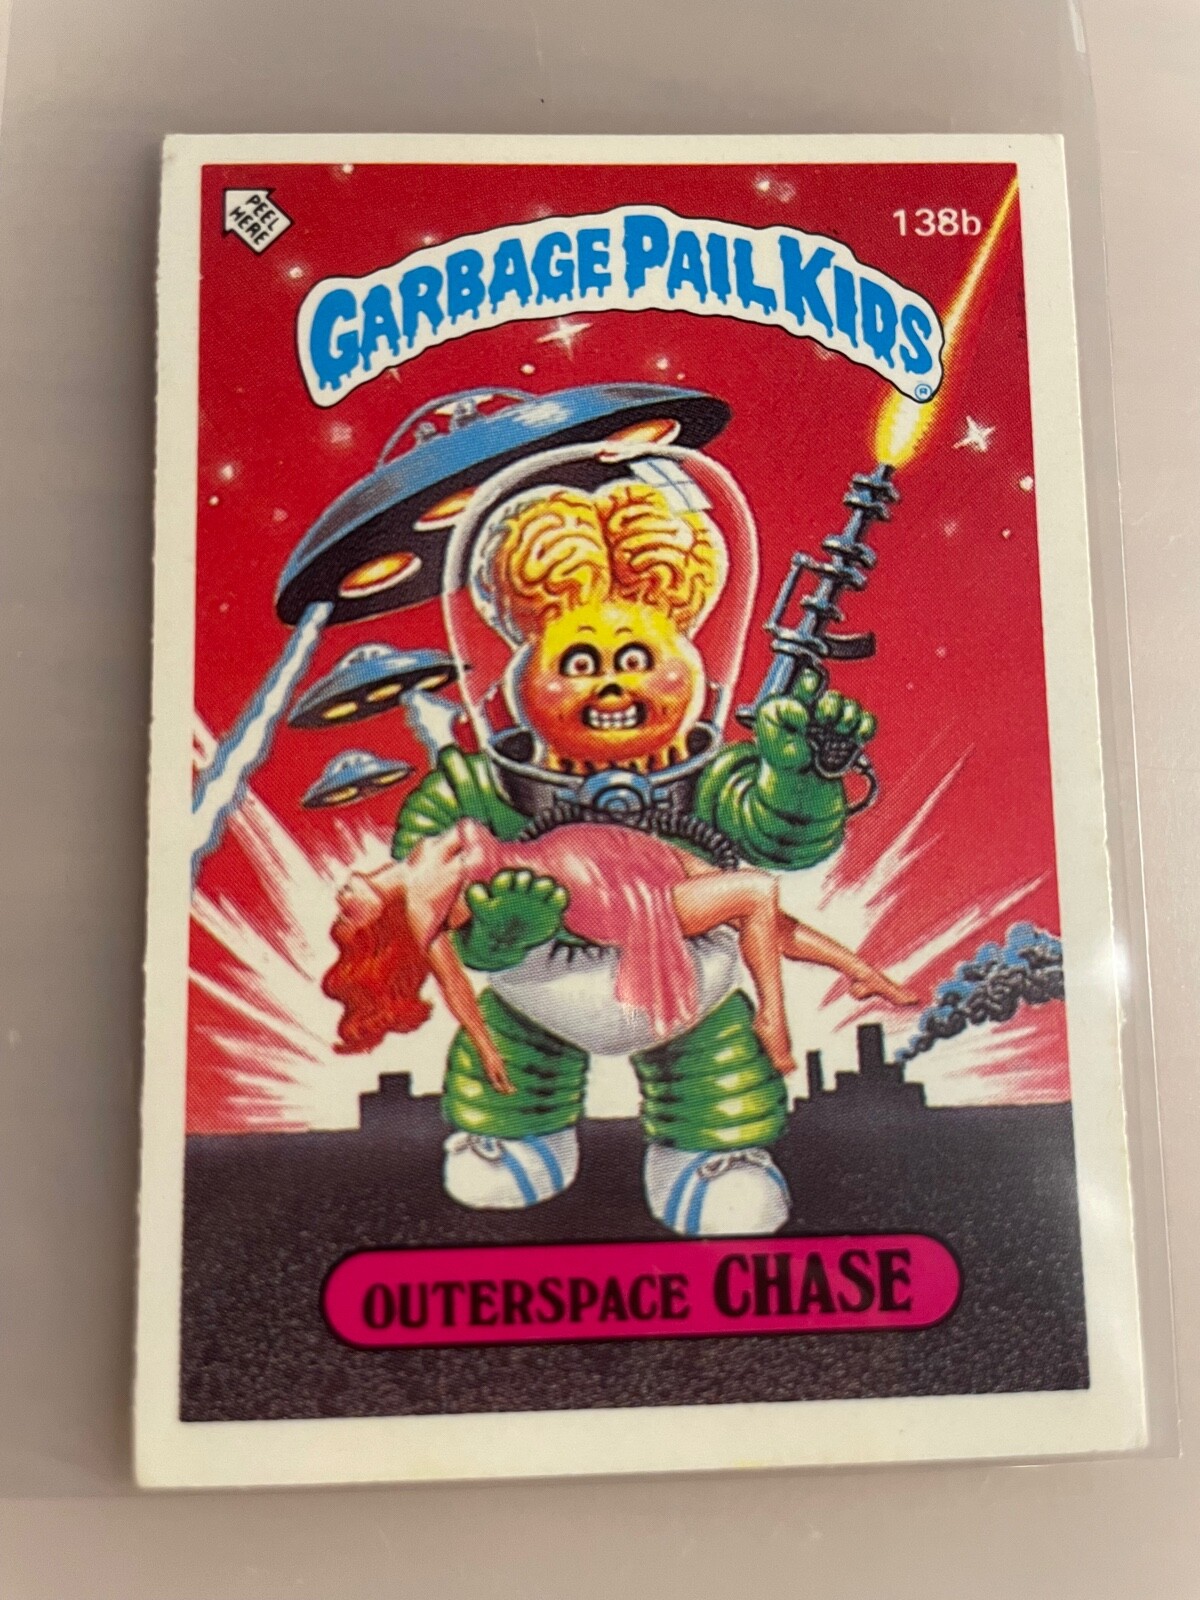 PEEL
HERE
138b
GARBAGE PAIL KIDS®
OUTERSPACE CHASE